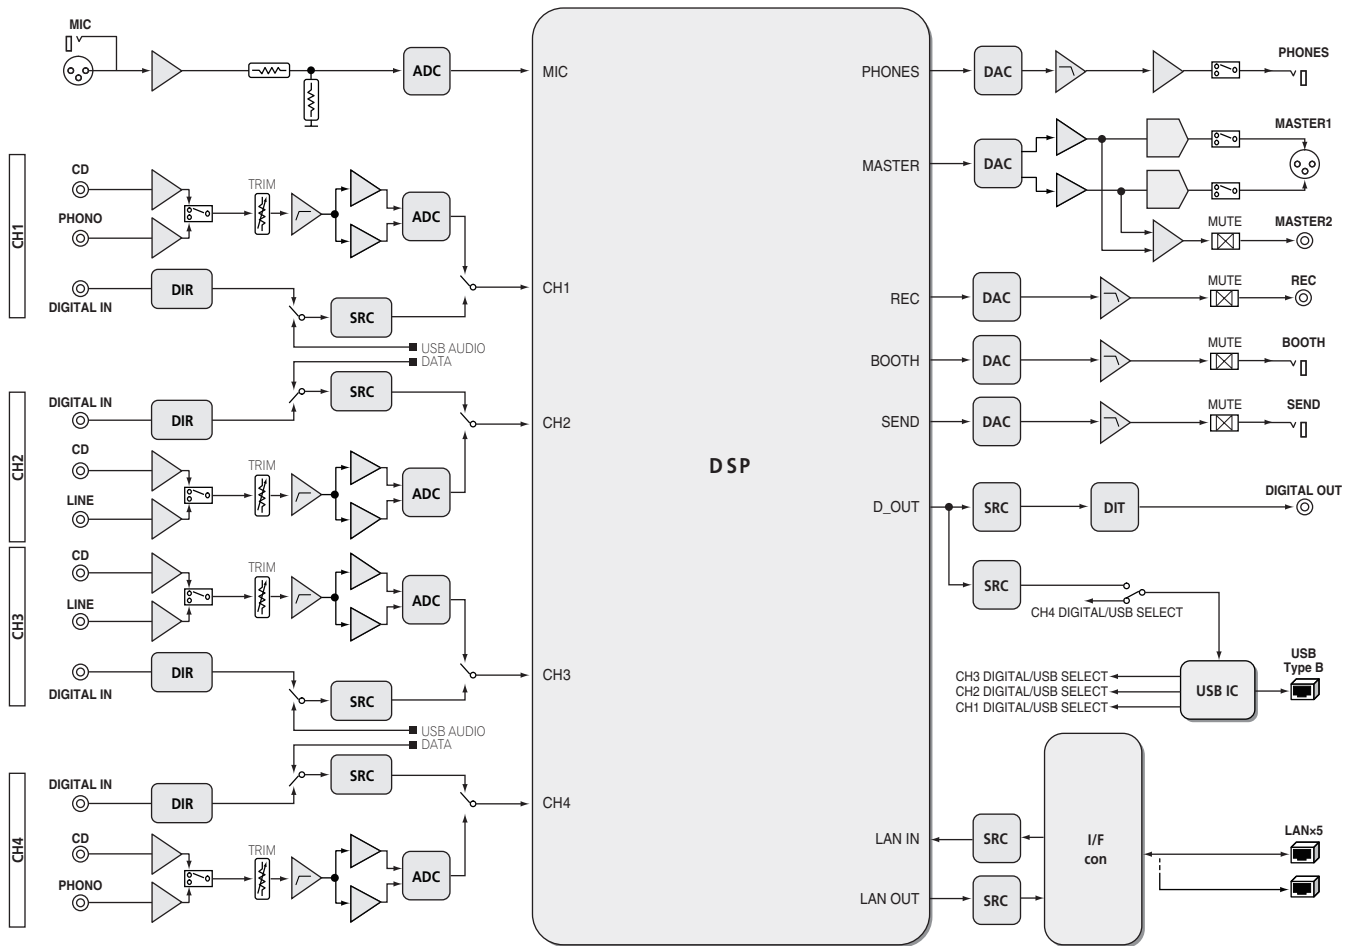 MIC
ADC
MIC
CH1
CD
PHONO
DIGITAL IN
TRIM
ADC
DIR
SRC
CH1
USB AUDIO
DATA
CH2
DIGITAL IN
CD
LINE
DIR
SRC
TRIM
ADC
CH2
CH3
CD
LINE
DIGITAL IN
TRIM
ADC
DIR
SRC
CH3
USB AUDIO
DATA
CH4
DIGITAL IN
CD
PHONO
DIR
SRC
TRIM
ADC
CH4
DSP
PHONES
DAC
PHONES
MASTER
DAC
MASTER1
MUTE
MASTER2
REC
DAC
MUTE
REC
BOOTH
DAC
MUTE
BOOTH
SEND
DAC
MUTE
SEND
D_OUT
SRC
DIT
DIGITAL OUT
SRC
CH4 DIGITAL/USB SELECT
CH3 DIGITAL/USB SELECT
CH2 DIGITAL/USB SELECT
CH1 DIGITAL/USB SELECT
USB IC
USB
Type B
LAN IN
SRC
I/F
con
LAN×5
LAN OUT
SRC